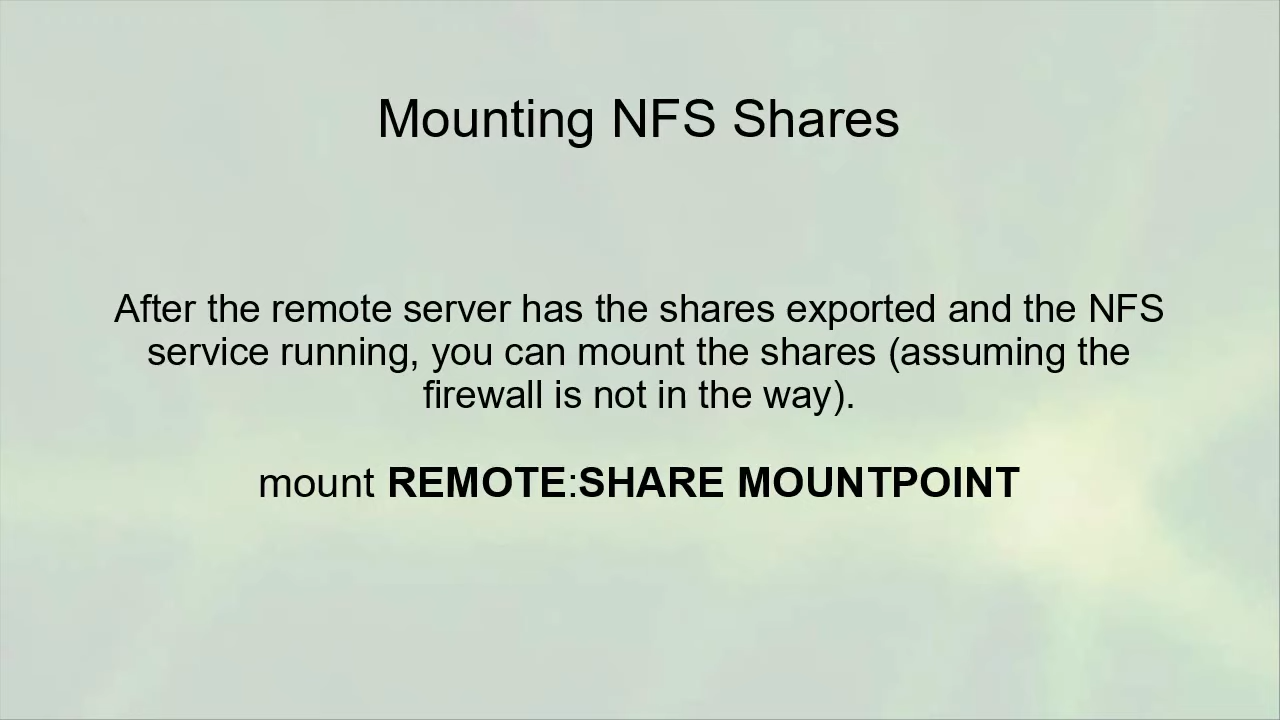 Mounting NFS Shares
After the remote server has the shares exported and the NFS
service running, you can mount the shares (assuming the
firewall is not in the way).
mount REMOTE:SHARE MOUNTPOINT